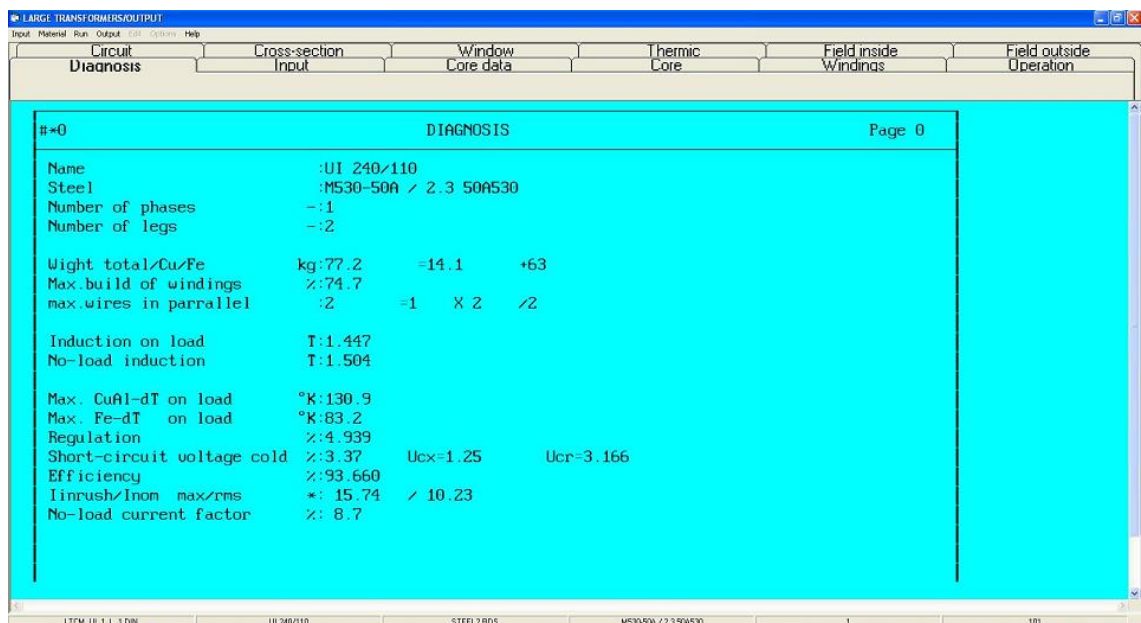 LARGE TRANSFORMERS/OUTPUT
Input Material Run Output Edit Options Help
Circuit Cross-section Window Thermic Field inside Field outside
Diagnosis Input Core data Core Windings Operation
#*0 DIAGNOSIS Page 0
Name :UI 240/110
Steel :M530-50A / 2.3 50A530
Number of phases -:1
Number of legs -:2
Wight total/Cu/Fe kg:77.2 =14.1 +63
Max.build of windings %:74.7
max.wires in parrallel :2 =1 X 2 /2
Induction on load T:1.447
No-load induction T:1.504
Max. CuAl-dT on load °K:130.9
Max. Fe-dT on load °K:83.2
Regulation %:4.939
Short-circuit voltage cold %:3.37 Ucx=1.25 Ucr=3.166
Efficiency %:93.660
Iinrush/Inom max/rms *: 15.74 / 10.23
No-load current factor %: 8.7
UI 240/110 M530-50A / 2.3 50A530 1 101